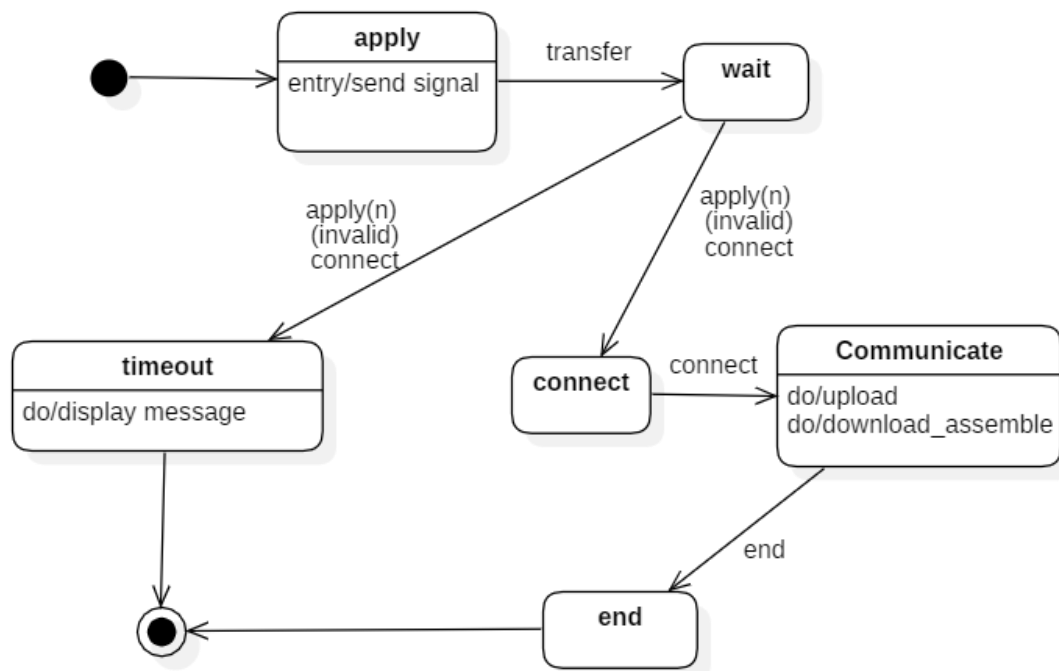 apply
entry/send signal
transfer
wait
apply(n)
(invalid)
connect
apply(n)
(invalid)
connect
timeout
do/display message
connect
connect
Communicate
do/upload
do/download_assemble
end
end